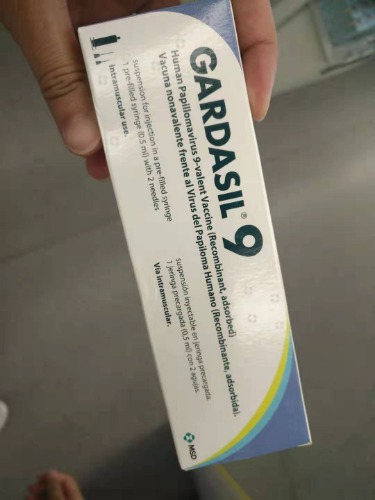 GARDASIL® 9
Human Papillomavirus 9-valent Vaccine (Recombinant, adsorbed)
Vacuna nonavalente frente al Virus del Papiloma Humano (Recombinante, adsorbida).
suspension for injection in a pre-filled syringe
1 pre-filled syringe (0.5 ml) with 2 needles
Intramuscular use.
suspensión inyectable en jeringa precargada.
1 jeringa precargada (0,5 ml) con 2 agujas.
Vía intramuscular.
MSD